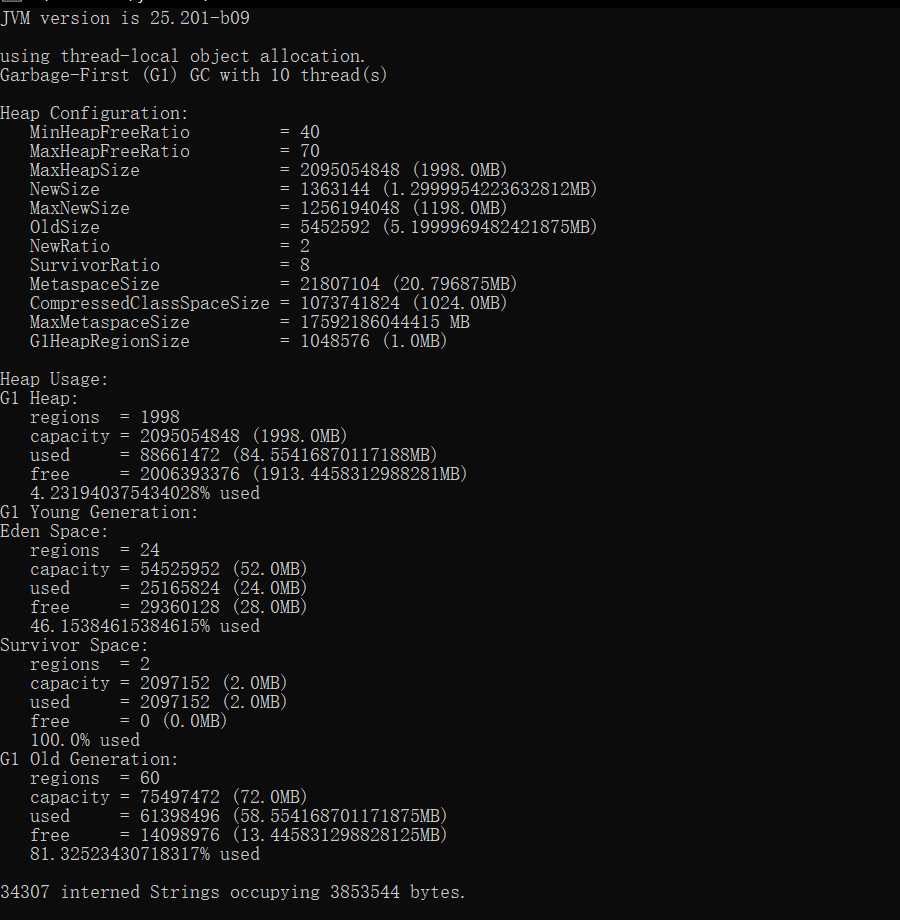 JVM version is 25.201-b09
using thread-local object allocation.
Garbage-First (G1) GC with 10 thread(s)
Heap Configuration:
MinHeapFreeRatio = 40
MaxHeapFreeRatio = 70
MaxHeapSize = 2095054848 (1998.0MB)
NewSize = 1363144 (1.2999954223632812MB)
MaxNewSize = 1256194048 (1198.0MB)
OldSize = 5452592 (5.1999969482421875MB)
NewRatio = 2
SurvivorRatio = 8
MetaspaceSize = 21807104 (20.796875MB)
CompressedClassSpaceSize = 1073741824 (1024.0MB)
MaxMetaspaceSize = 17592186044415 MB
G1HeapRegionSize = 1048576 (1.0MB)
Heap Usage:
G1 Heap:
regions = 1998
capacity = 2095054848 (1998.0MB)
used = 88661472 (84.55416870117188MB)
free = 2006393376 (1913.4458312988281MB)
4.231940375434028% used
G1 Young Generation:
Eden Space:
regions = 24
capacity = 54525952 (52.0MB)
used = 25165824 (24.0MB)
free = 29360128 (28.0MB)
46.15384615384615% used
Survivor Space:
regions = 2
capacity = 2097152 (2.0MB)
used = 2097152 (2.0MB)
free = 0 (0.0MB)
100.0% used
G1 Old Generation:
regions = 60
capacity = 75497472 (72.0MB)
used = 61398496 (58.554168701171875MB)
free = 14098976 (13.445831298828125MB)
81.32523430718317% used
34307 interned Strings occupying 3853544 bytes.